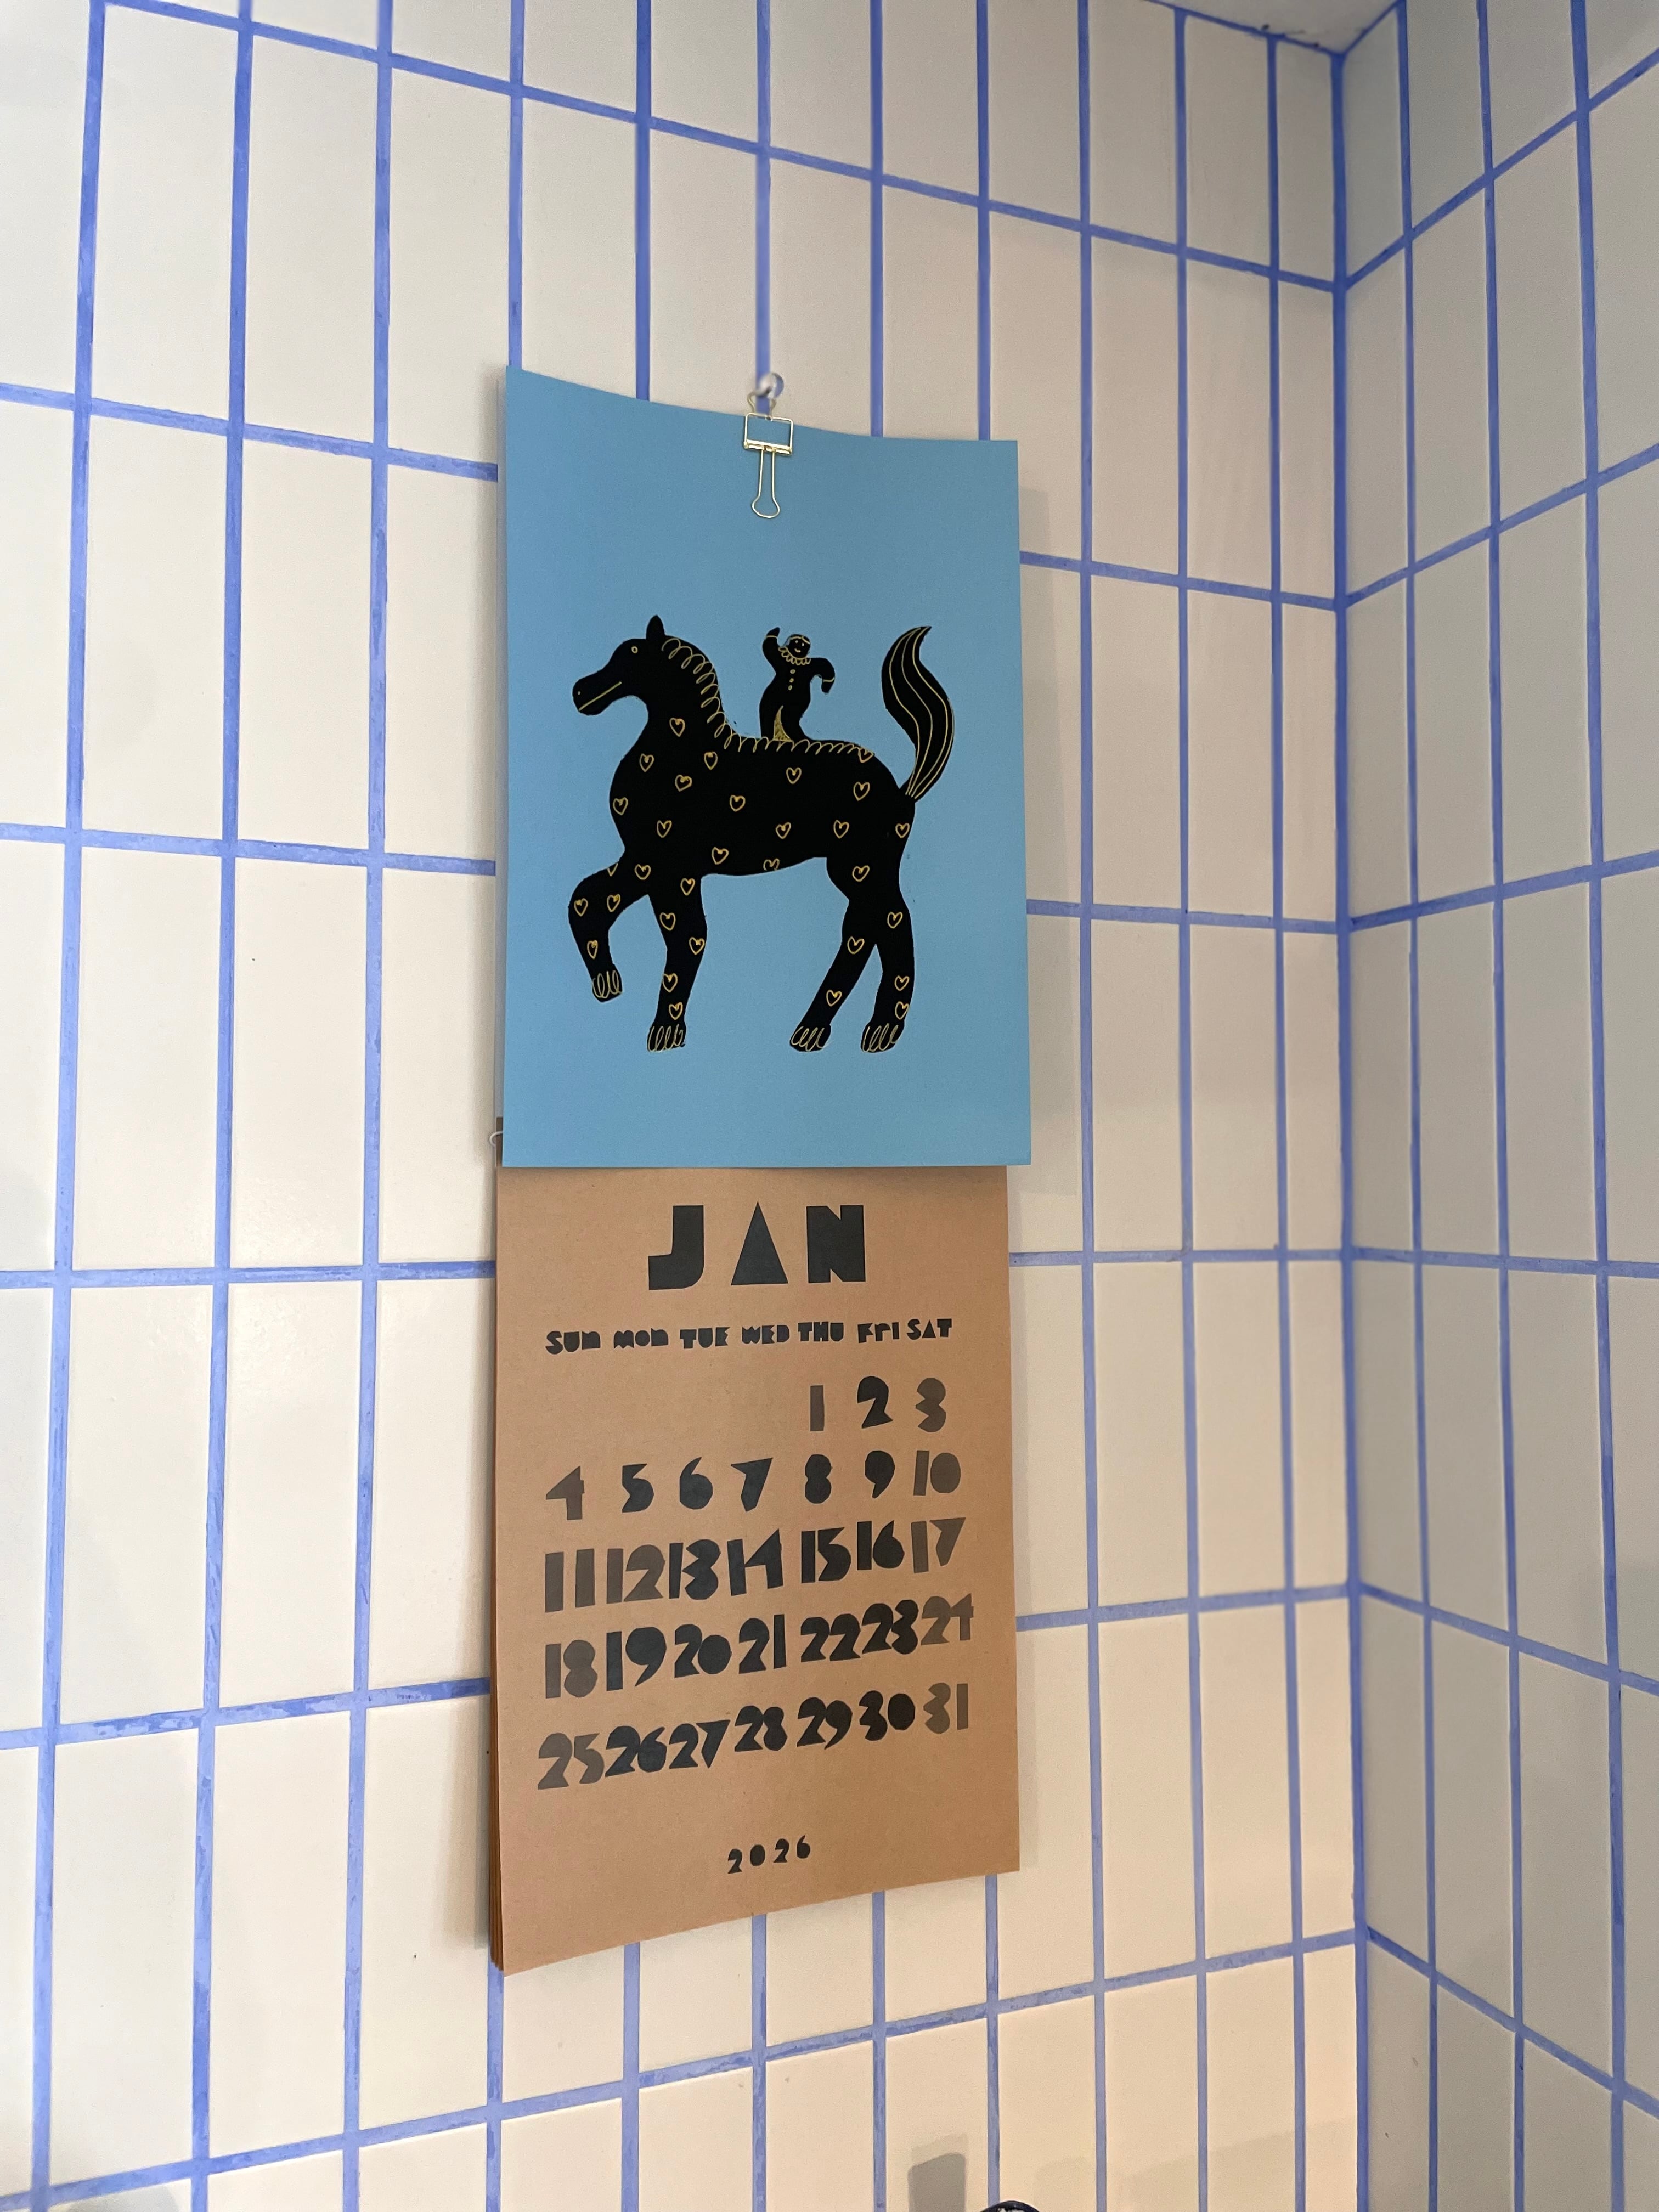 JAN
SUN MON TUE WED THU FRI SAT
1 2 3
4 5 6 7 8 9 10
11 12 13 14 15 16 17
18 19 20 21 22 23 24
25 26 27 28 29 30 31
2026